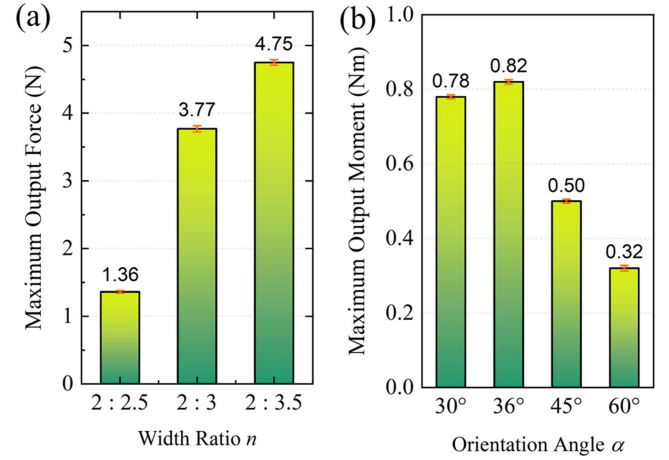 (a)
Maximum Output Force (N)
5
4
3
2
1
0
1.36
3.77
4.75
2 : 2.5
2 : 3
2 : 3.5
Width Ratio n
(b)
Maximum Output Moment (Nm)
1.0
0.8
0.6
0.4
0.2
0.0
0.78
0.82
0.50
0.32
30°
36°
45°
60°
Orientation Angle α